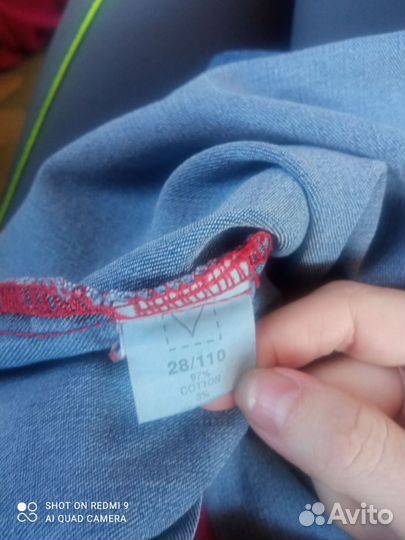 28/110
97%
COTTON
3%
SHOT ON REDMI 9
AI QUAD CAMERA
Avito